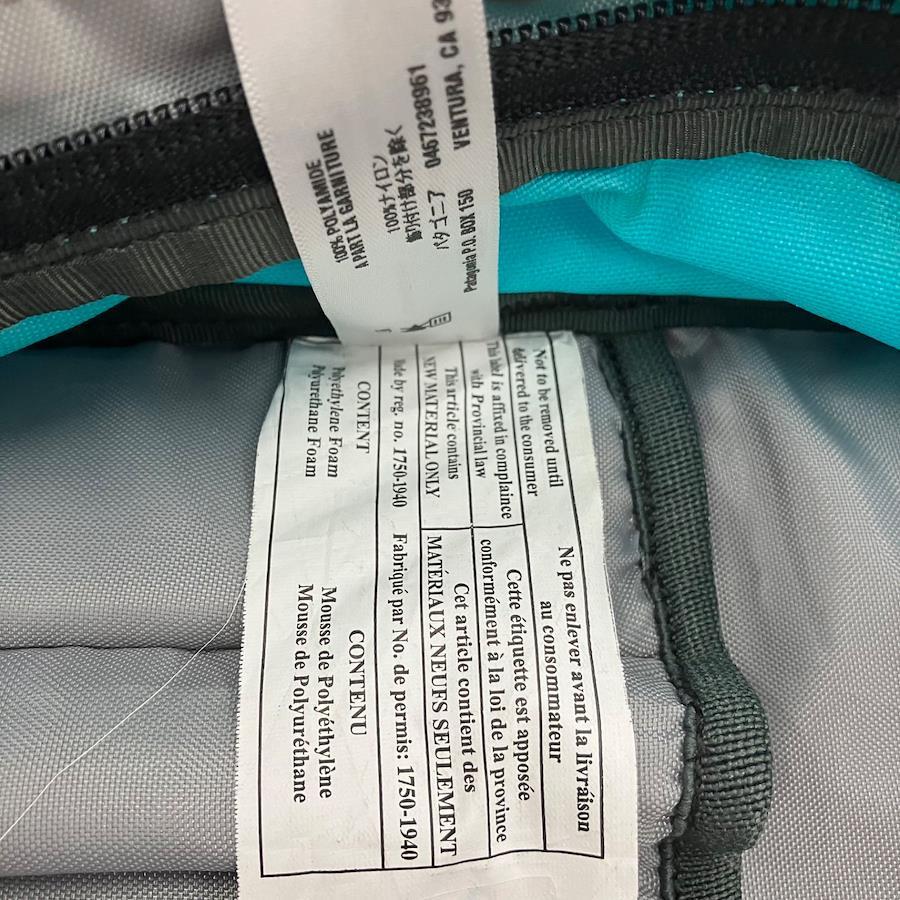 100% POLYAMIDE
A PART LA GARNITURE
100%ナイロン
飾り付け部分を除く
パタゴニア 0467238961
Patagonia P.O. BOX 150 VENTURA, CA 93
Not to be removed until
delivered to the consumer
Ne pas enlever avant la livráison
au consommateur
This label is affixed in complaince
with Provincial law
Cette étiquette est apposée
conformément à la loi de la province
This article contains
NEW MATERIAL ONLY
Cet article contient des
MATÉRIAUX NEUFS SEULEMENT
Made by reg. no. 1750-1940
Fabriqué par No. de permis: 1750-1940
CONTENT
Polyethylene Foam
Polyurethane Foam
CONTENU
Mousse de Polyéthylène
Mousse de Polyuréthane